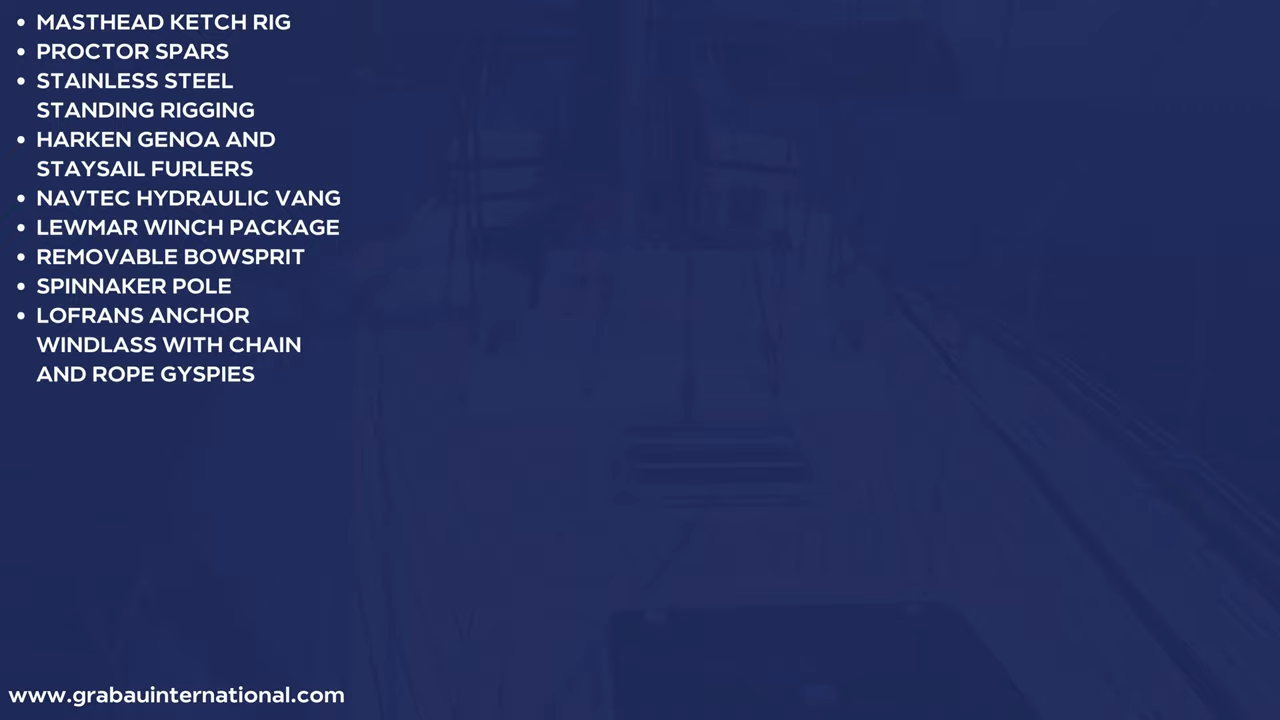 • MASTHEAD KETCH RIG
• PROCTOR SPARS
• STAINLESS STEEL
STANDING RIGGING
• HARKEN GENOA AND
STAYSAIL FURLERS
• NAVTEC HYDRAULIC VANG
• LEWMAR WINCH PACKAGE
• REMOVABLE BOWSPRIT
• SPINNAKER POLE
• LOFRANS ANCHOR
WINDLASS WITH CHAIN
AND ROPE GYSPIES
www.grabauinternational.com